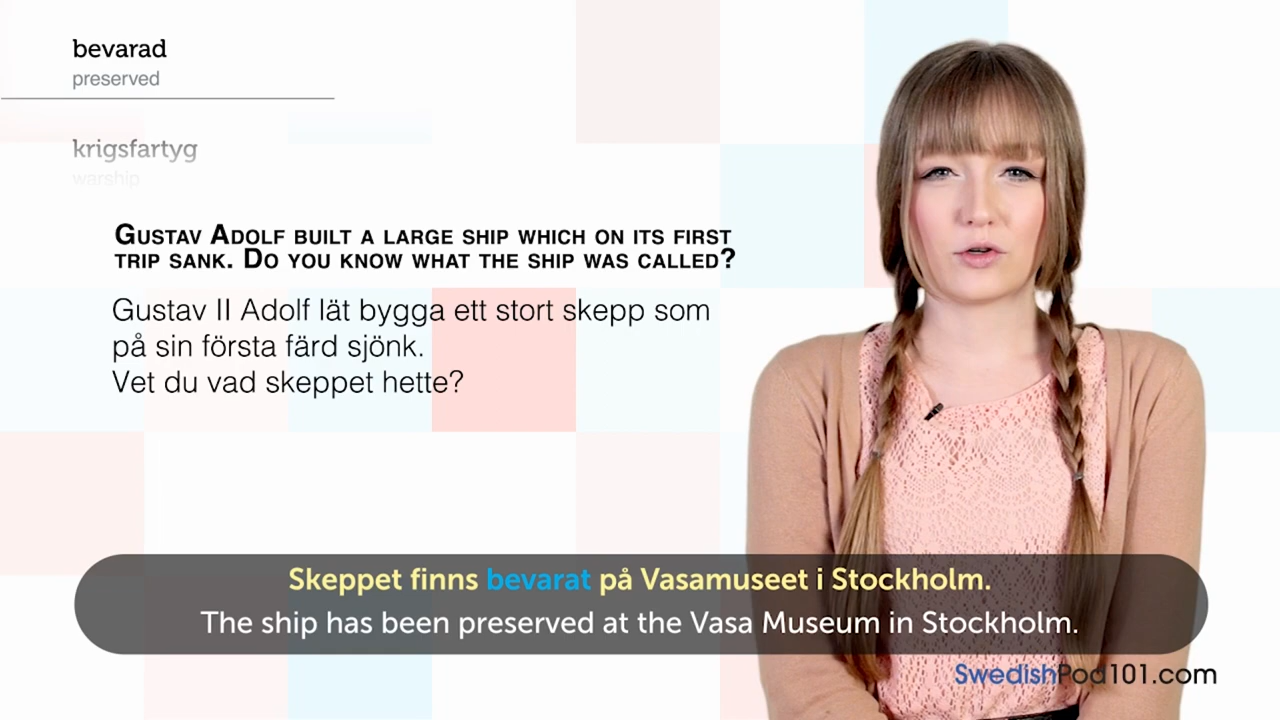 bevarad
preserved
krigsfartyg
warship
GUSTAV ADOLF BUILT A LARGE SHIP WHICH ON ITS FIRST
TRIP SANK. DO YOU KNOW WHAT THE SHIP WAS CALLED?
Gustav II Adolf lät bygga ett stort skepp som
på sin första färd sjönk.
Vet du vad skeppet hette?
Skeppet finns bevarat på Vasamuseet i Stockholm.
The ship has been preserved at the Vasa Museum in Stockholm.
SwedishPod101.com